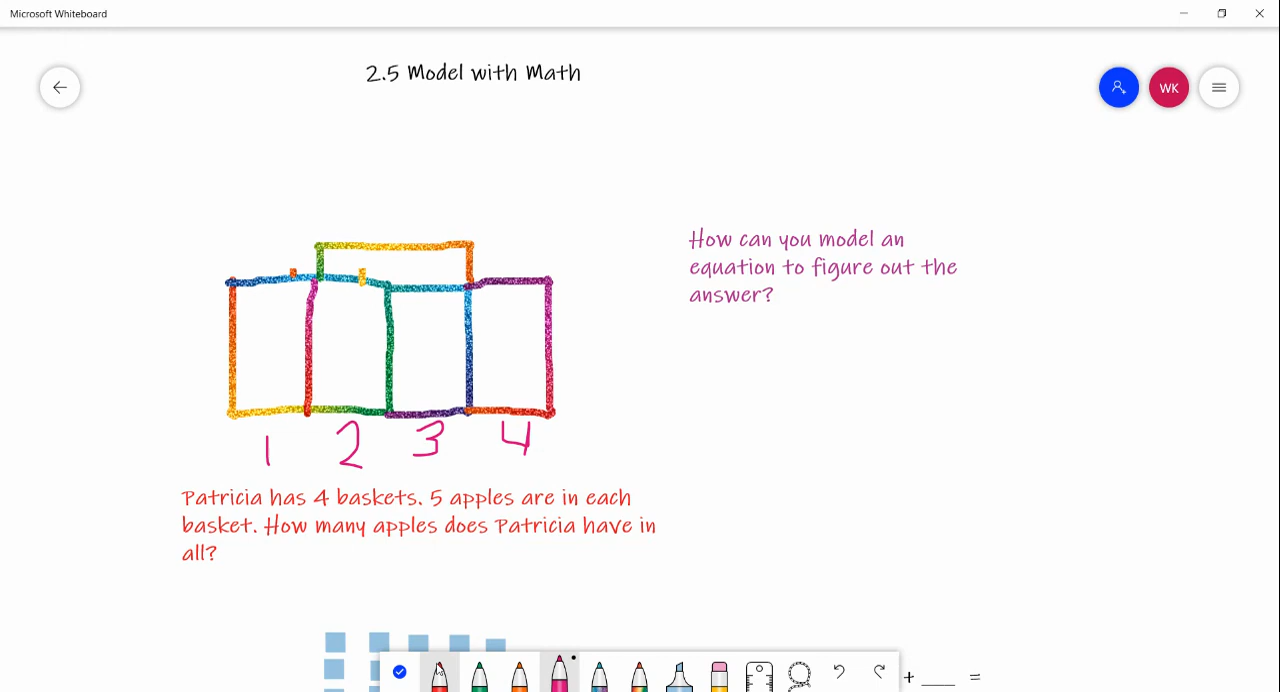 Microsoft Whiteboard
2.5 Model with Math
WK
How can you model an
equation to figure out the
answer?
1 2 3 4
Patricia has 4 baskets. 5 apples are in each
basket. How many apples does Patricia have in
all?
+ ___ =